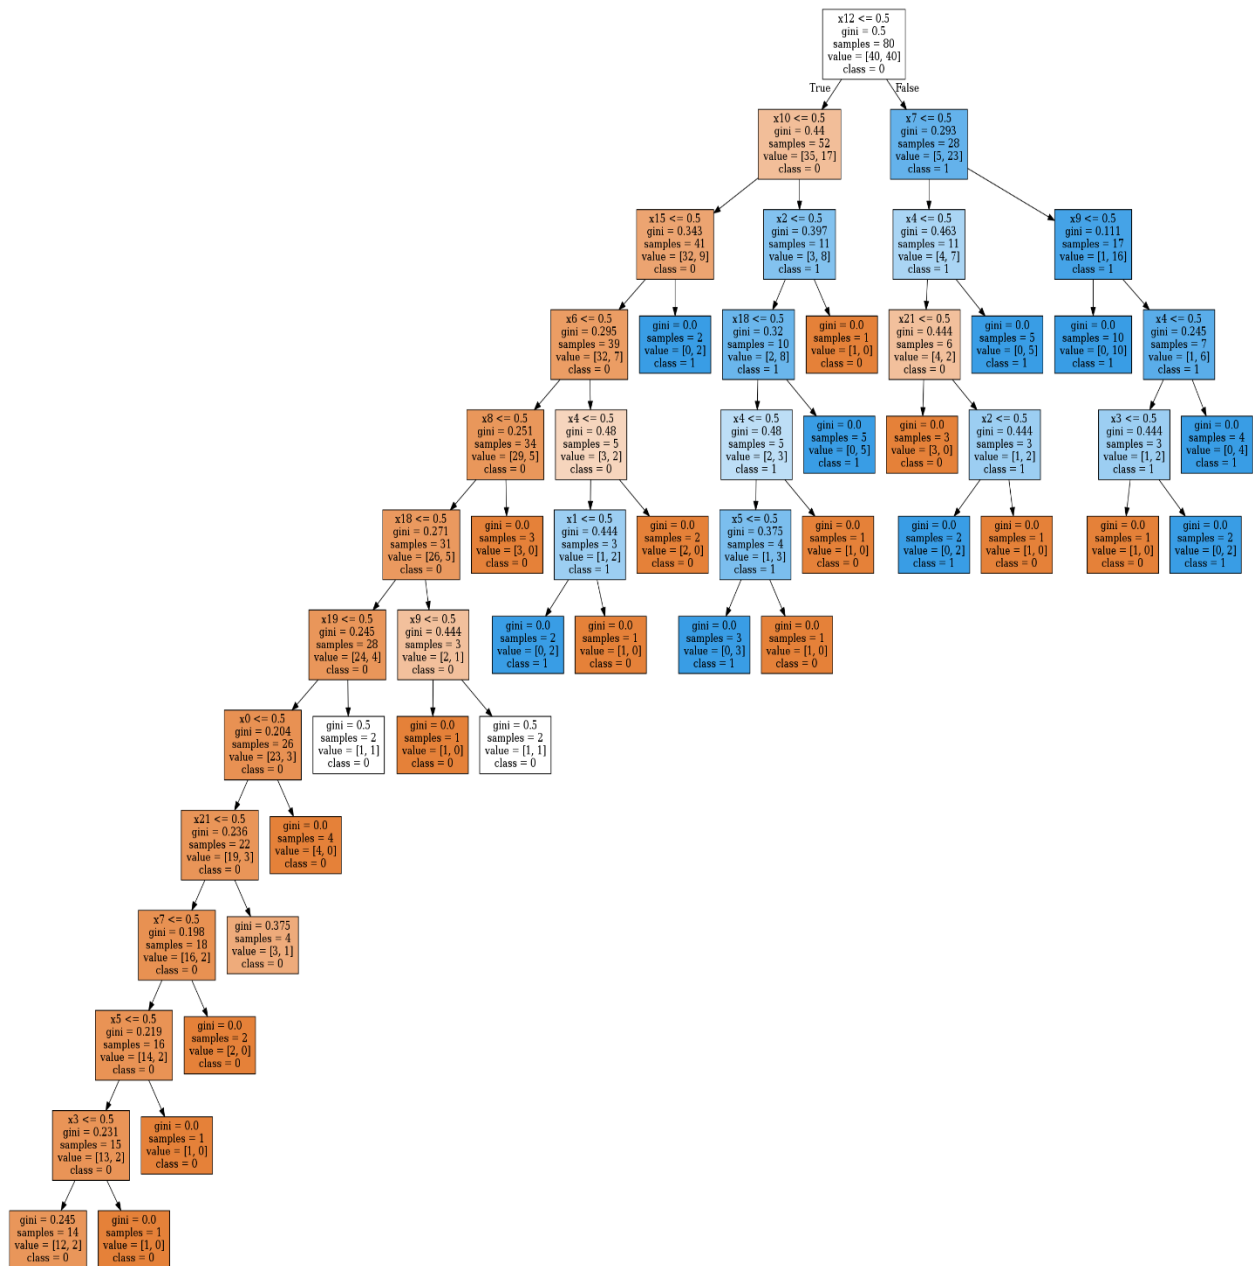 x12 <= 0.5
gini = 0.5
samples = 80
value = [40, 40]
class = 0
True
False
x10 <= 0.5
gini = 0.44
samples = 52
value = [35, 17]
class = 0
x7 <= 0.5
gini = 0.293
samples = 28
value = [5, 23]
class = 1
x15 <= 0.5
gini = 0.343
samples = 41
value = [32, 9]
class = 0
x2 <= 0.5
gini = 0.397
samples = 11
value = [3, 8]
class = 1
x4 <= 0.5
gini = 0.463
samples = 11
value = [4, 7]
class = 1
x9 <= 0.5
gini = 0.111
samples = 17
value = [1, 16]
class = 1
x6 <= 0.5
gini = 0.295
samples = 39
value = [32, 7]
class = 0
gini = 0.0
samples = 2
value = [0, 2]
class = 1
x18 <= 0.5
gini = 0.32
samples = 10
value = [2, 8]
class = 1
gini = 0.0
samples = 1
value = [1, 0]
class = 0
x21 <= 0.5
gini = 0.444
samples = 6
value = [4, 2]
class = 0
gini = 0.0
samples = 5
value = [0, 5]
class = 1
gini = 0.0
samples = 10
value = [0, 10]
class = 1
x4 <= 0.5
gini = 0.245
samples = 7
value = [1, 6]
class = 1
x8 <= 0.5
gini = 0.251
samples = 34
value = [29, 5]
class = 0
x4 <= 0.5
gini = 0.48
samples = 5
value = [3, 2]
class = 0
x4 <= 0.5
gini = 0.48
samples = 5
value = [2, 3]
class = 1
gini = 0.0
samples = 5
value = [0, 5]
class = 1
gini = 0.0
samples = 3
value = [3, 0]
class = 0
x2 <= 0.5
gini = 0.444
samples = 3
value = [1, 2]
class = 1
x3 <= 0.5
gini = 0.444
samples = 3
value = [1, 2]
class = 1
gini = 0.0
samples = 4
value = [0, 4]
class = 1
x18 <= 0.5
gini = 0.271
samples = 31
value = [26, 5]
class = 0
gini = 0.0
samples = 3
value = [3, 0]
class = 0
x1 <= 0.5
gini = 0.444
samples = 3
value = [1, 2]
class = 1
gini = 0.0
samples = 2
value = [2, 0]
class = 0
x5 <= 0.5
gini = 0.375
samples = 4
value = [1, 3]
class = 1
gini = 0.0
samples = 1
value = [1, 0]
class = 0
gini = 0.0
samples = 2
value = [0, 2]
class = 1
gini = 0.0
samples = 1
value = [1, 0]
class = 0
gini = 0.0
samples = 1
value = [1, 0]
class = 0
gini = 0.0
samples = 2
value = [0, 2]
class = 1
x19 <= 0.5
gini = 0.245
samples = 28
value = [24, 4]
class = 0
x9 <= 0.5
gini = 0.444
samples = 3
value = [2, 1]
class = 0
gini = 0.0
samples = 2
value = [0, 2]
class = 1
gini = 0.0
samples = 1
value = [1, 0]
class = 0
gini = 0.0
samples = 3
value = [0, 3]
class = 1
gini = 0.0
samples = 1
value = [1, 0]
class = 0
x0 <= 0.5
gini = 0.204
samples = 26
value = [23, 3]
class = 0
gini = 0.5
samples = 2
value = [1, 1]
class = 0
gini = 0.0
samples = 1
value = [1, 0]
class = 0
gini = 0.5
samples = 2
value = [1, 1]
class = 0
x21 <= 0.5
gini = 0.236
samples = 22
value = [19, 3]
class = 0
gini = 0.0
samples = 4
value = [4, 0]
class = 0
x7 <= 0.5
gini = 0.198
samples = 18
value = [16, 2]
class = 0
gini = 0.375
samples = 4
value = [3, 1]
class = 0
x5 <= 0.5
gini = 0.219
samples = 16
value = [14, 2]
class = 0
gini = 0.0
samples = 2
value = [2, 0]
class = 0
x3 <= 0.5
gini = 0.231
samples = 15
value = [13, 2]
class = 0
gini = 0.0
samples = 1
value = [1, 0]
class = 0
gini = 0.245
samples = 14
value = [12, 2]
class = 0
gini = 0.0
samples = 1
value = [1, 0]
class = 0